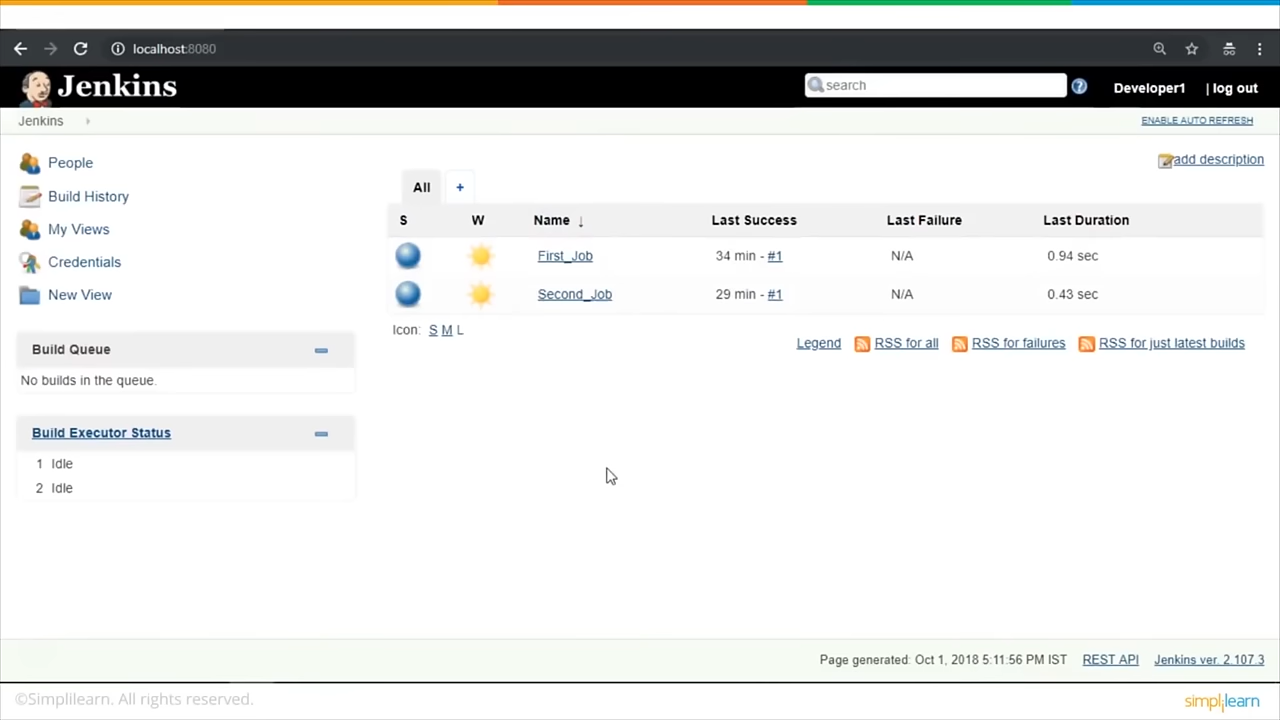 localhost:8080
Jenkins
search
Developer1
| log out
Jenkins
ENABLE AUTO REFRESH
People
Build History
My Views
Credentials
New View
add description
All
+
S W Name ↓ Last Success Last Failure Last Duration
First_Job 34 min - #1 N/A 0.94 sec
Second_Job 29 min - #1 N/A 0.43 sec
Icon: S M L
Legend RSS for all RSS for failures RSS for just latest builds
Build Queue
No builds in the queue.
Build Executor Status
1 Idle
2 Idle
Page generated: Oct 1, 2018 5:11:56 PM IST REST API Jenkins ver. 2.107.3
©Simplilearn. All rights reserved.
simplilearn